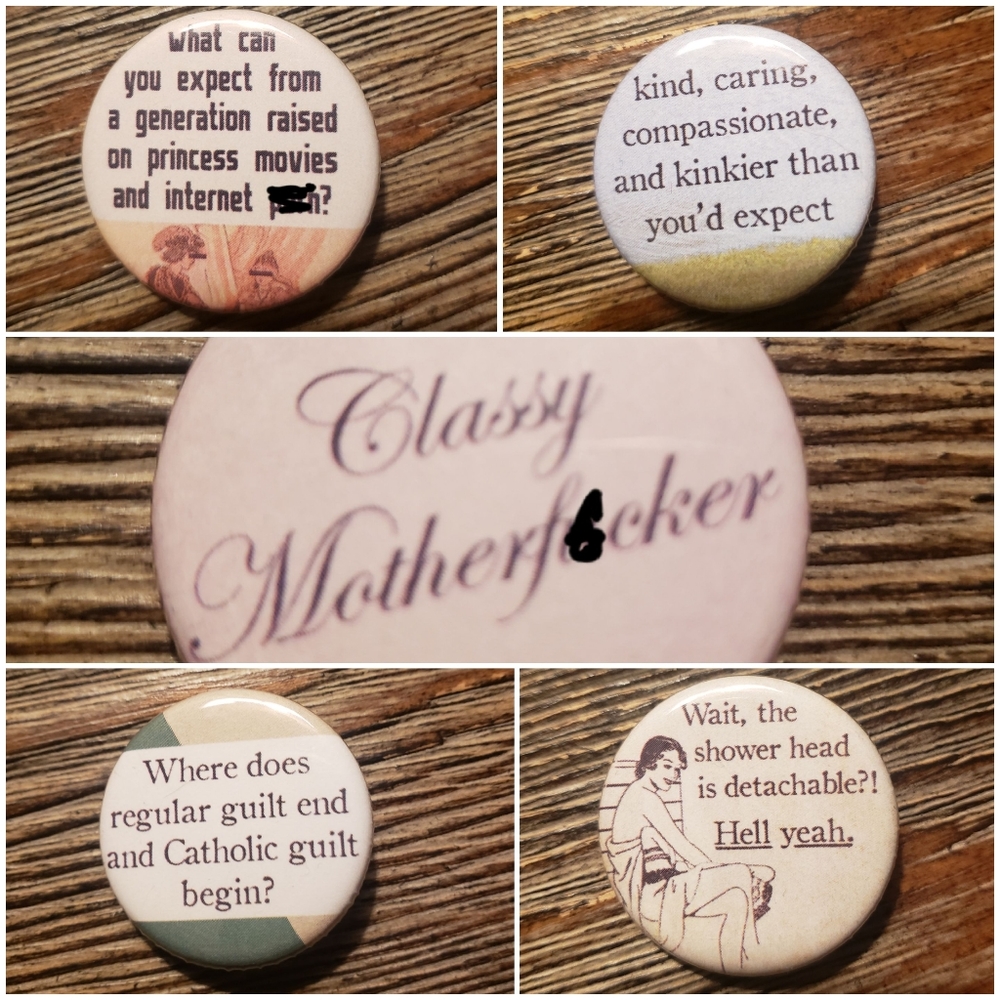 what can
you expect from
a generation raised
on princess movies
and internet
kind, caring,
compassionate,
and kinkier than
you'd expect
Classy
Where does
regular guilt end
and Catholic guilt
begin?
Wait, the
shower head
is detachable?!
Hell yeah.